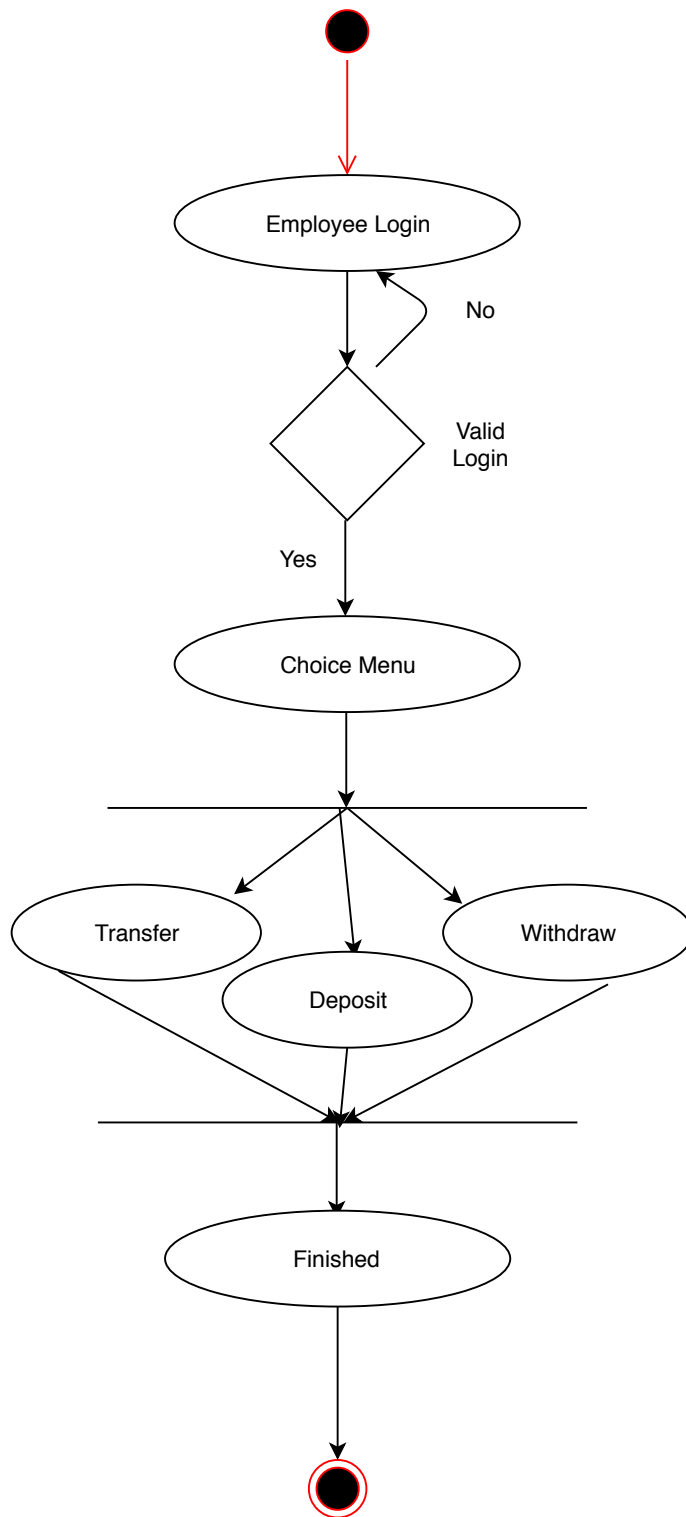 Employee Login
No
Valid
Login
Yes
Choice Menu
Transfer
Withdraw
Deposit
Finished